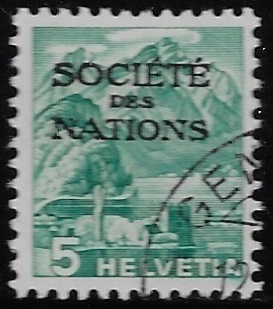 SOCIÉTÉ
DES
NATIONS
5 HELVETIA